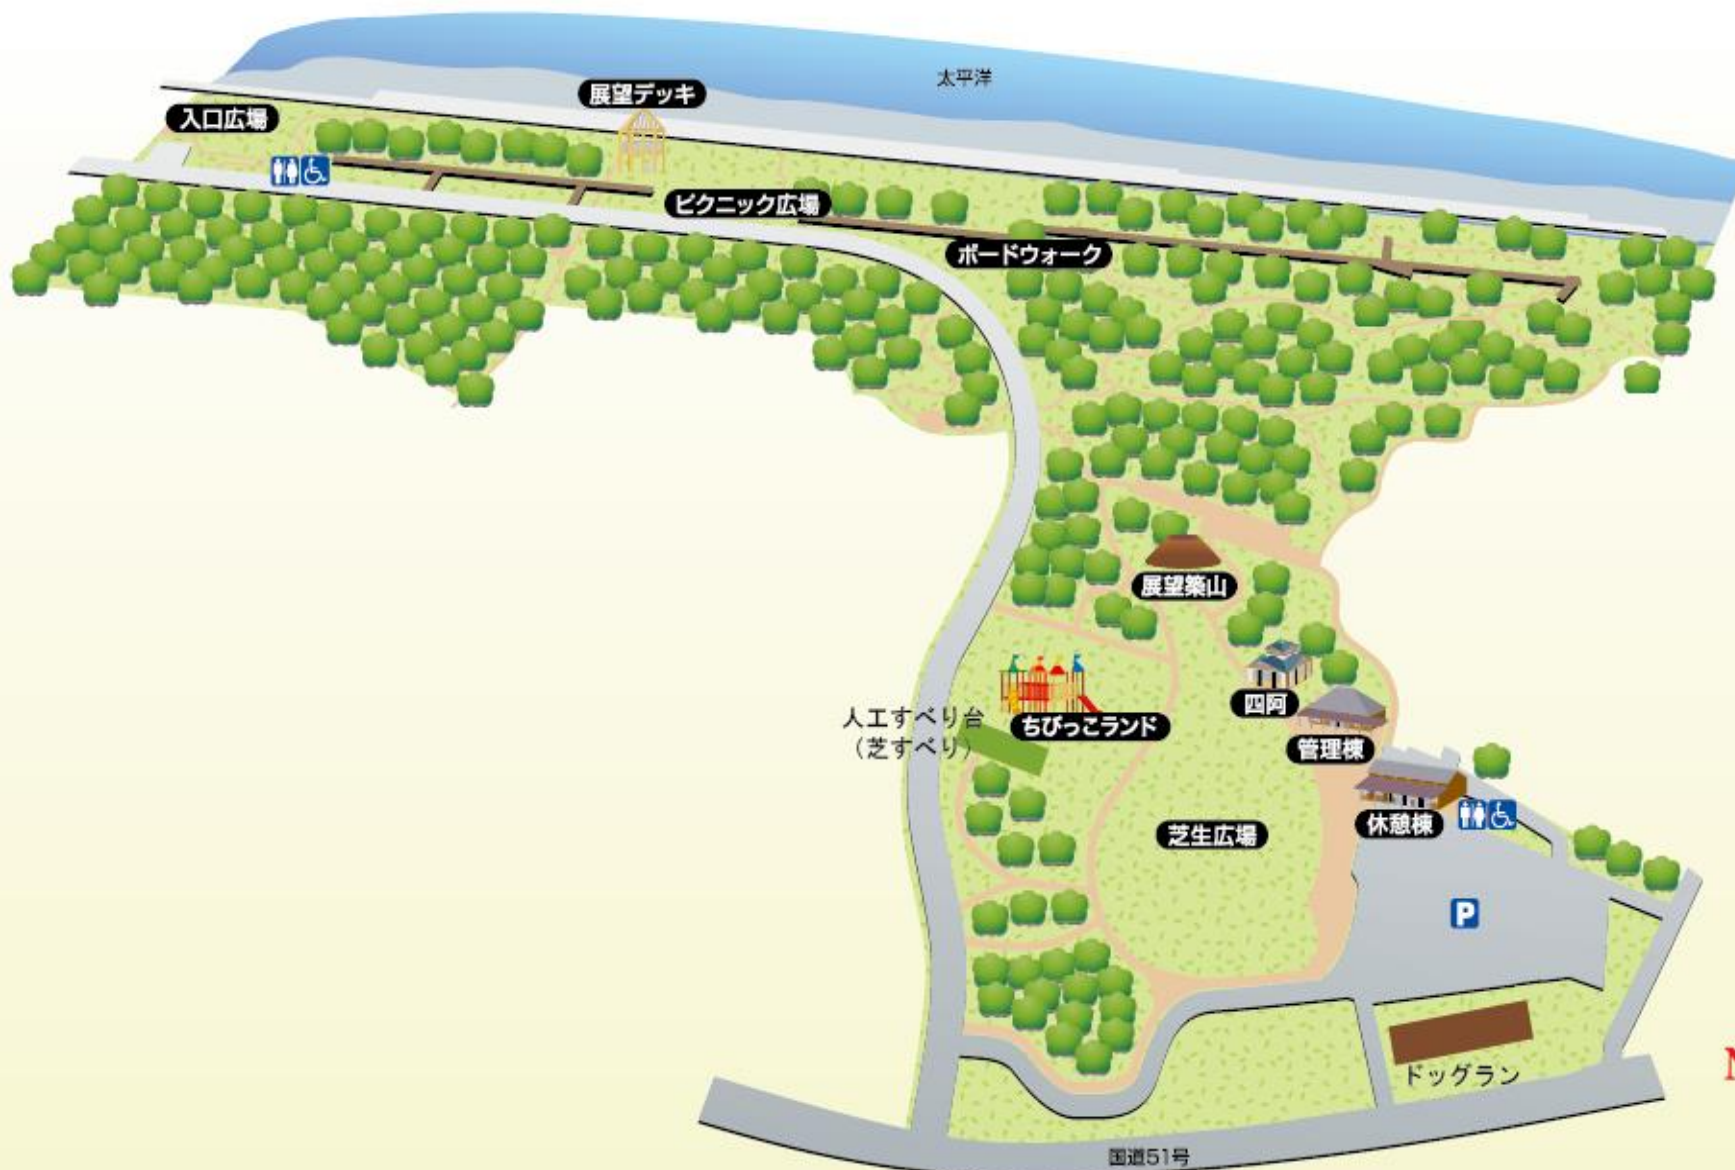 太平洋
展望デッキ
入口広場
ピクニック広場
ボードウォーク
展望築山
四阿
人工すべり台
(芝すべり)
ちびっこランド
管理棟
休憩棟
芝生広場
P
ドッグラン
国道51号